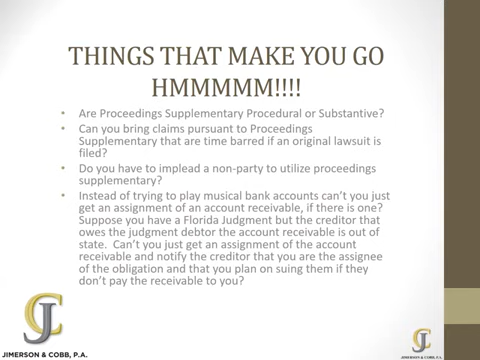 THINGS THAT MAKE YOU GO
HMMMMM!!!!
• Are Proceedings Supplementary Procedural or Substantive?
• Can you bring claims pursuant to Proceedings
Supplementary that are time barred if an original lawsuit is
filed?
• Do you have to implead a non-party to utilize proceedings
supplementary?
• Instead of trying to play musical bank accounts can't you just
get an assignment of an account receivable, if there is one?
Suppose you have a Florida Judgment but the creditor that
owes the judgment debtor the account receivable is out of
state. Can't you just get an assignment of the account
receivable and notify the creditor that you are the assignee
of the obligation and that you plan on suing them if they
don't pay the receivable to you?
CJ
JIMERSON & COBB, P.A.
CJ
JIMERSON & COBB, P.A.